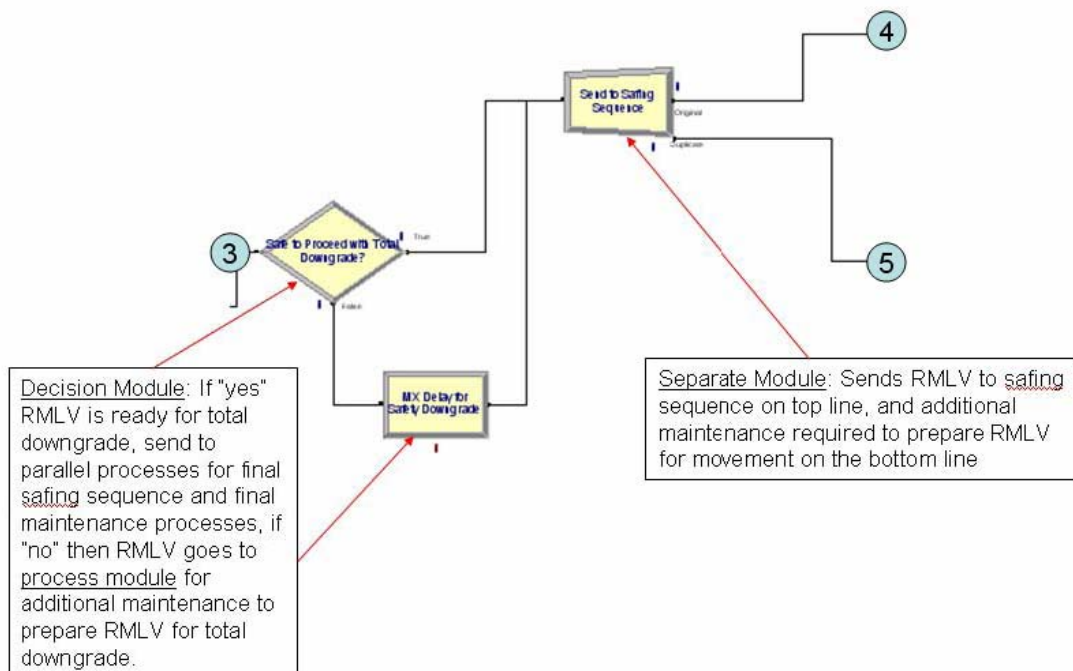 4
Send to Safing
Sequence
Original
Duplicate
3
Safe to Proceed with Total
Downgrade?
True
False
5
MX Delay for
Safety Downgrade
Decision Module: If "yes"
RMLV is ready for total
downgrade, send to
parallel processes for final
safing sequence and final
maintenance processes, if
"no" then RMLV goes to
process module for
additional maintenance to
prepare RMLV for total
downgrade.
Separate Module: Sends RMLV to safing
sequence on top line, and additional
maintenance required to prepare RMLV
for movement on the bottom line